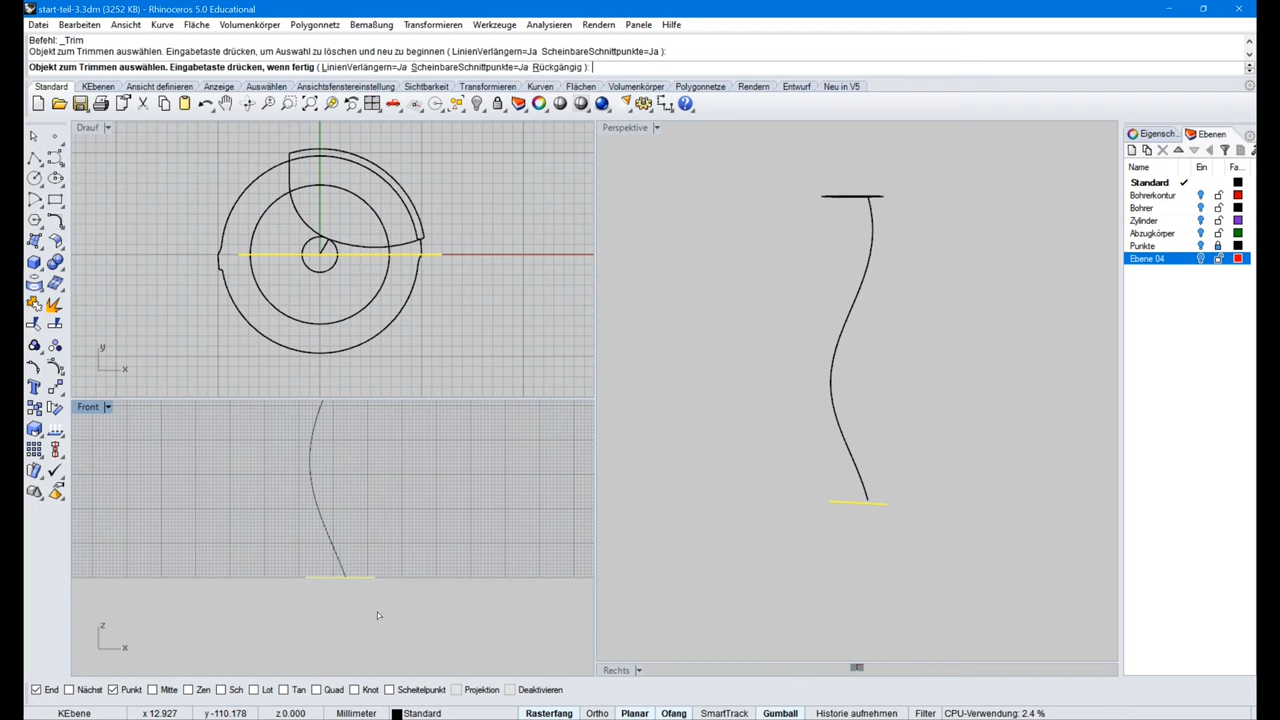 start-teil-3.3dm (3252 KB) - Rhinoceros 5.0 Educational
Datei Bearbeiten Ansicht Kurve Fläche Volumenkörper Polygonnetz Bemaßung Transformieren Werkzeuge Analysieren Rendern Panele Hilfe
Befehl: _Trim
Objekt zum Trimmen auswählen. Eingabetaste drücken, um Auswahl zu löschen und neu zu beginnen ( LinienVerlängern=Ja ScheinbareSchnittpunkte=Ja ):
Objekt zum Trimmen auswählen. Eingabetaste drücken, wenn fertig ( LinienVerlängern=Ja ScheinbareSchnittpunkte=Ja Rückgängig ):
Standard KEbenen Ansicht definieren Anzeige Auswählen Ansichtsfenstereinstellung Sichtbarkeit Transformieren Kurven Flächen Volumenkörper Polygonnetze Rendern Entwurf Neu in V5
Drauf
Perspektive
Eigensch... Ebenen
Name Ein Fa...
Standard
Bohrerkontur
Bohrer
Zylinder
Abzugkörper
Punkte
Ebene 04
y
x
Front
z
x
Rechts
End Nächst Punkt Mitte Zen Sch Lot Tan Quad Knot Scheitelpunkt Projektion Deaktivieren
KEbene x 12.927 y -110.178 z 0.000 Millimeter Standard Rasterfang Ortho Planar Ofang SmartTrack Gumball Historie aufnehmen Filter CPU-Verwendung: 2.4 %